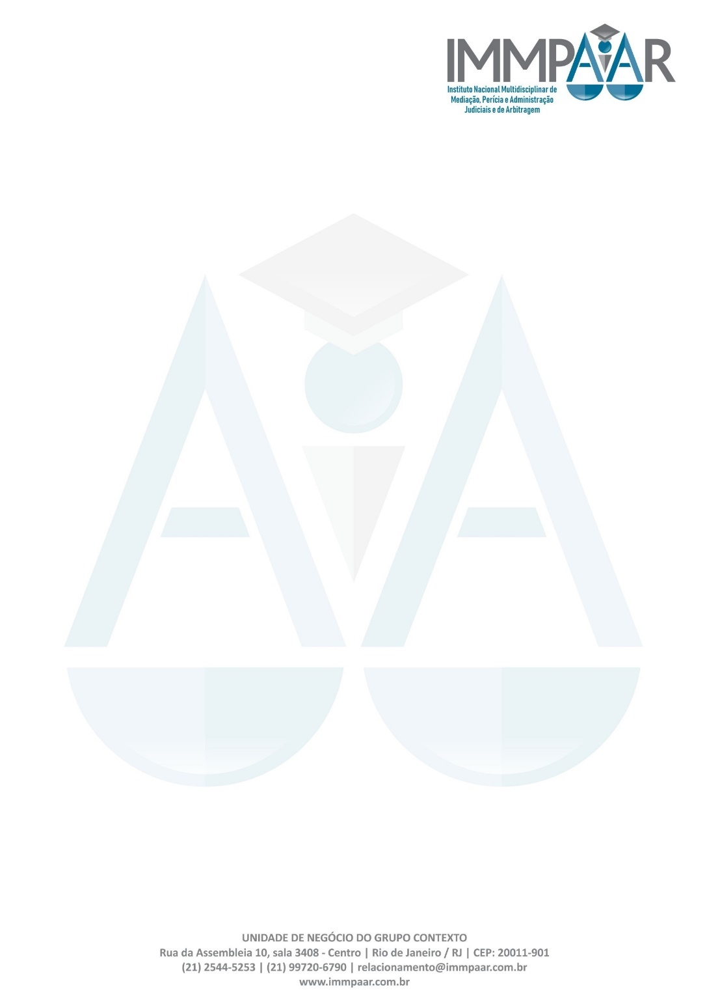 IMMPAAR
Instituto Nacional Multidisciplinar de
Mediação, Perícia e Administração
Judiciais e de Arbitragem
UNIDADE DE NEGÓCIO DO GRUPO CONTEXTO
Rua da Assembleia 10, sala 3408 - Centro | Rio de Janeiro / RJ | CEP: 20011-901
(21) 2544-5253 | (21) 99720-6790 | relacionamento@immpaar.com.br
www.immpaar.com.br